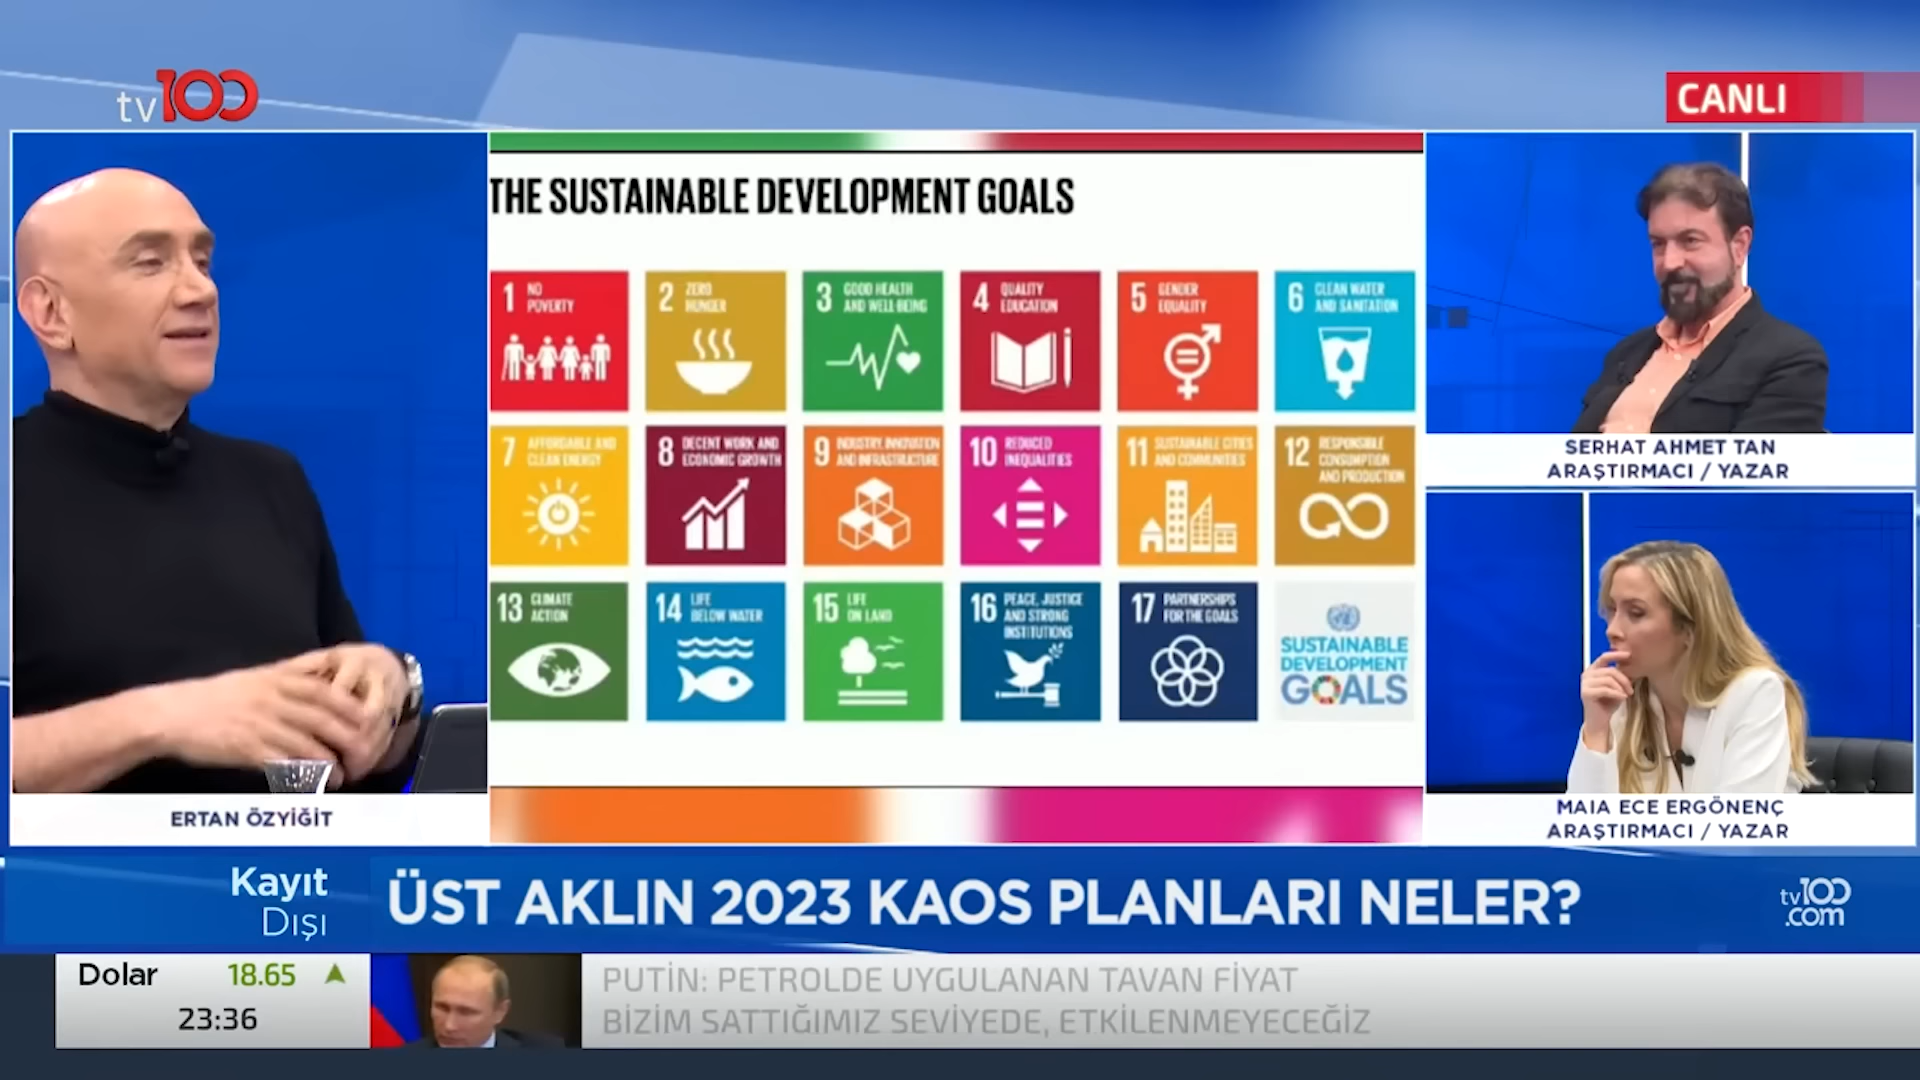 tv100
CANLI
THE SUSTAINABLE DEVELOPMENT GOALS
1 NO
POVERTY
2 ZERO
HUNGER
3 GOOD HEALTH
AND WELL-BEING
4 QUALITY
EDUCATION
5 GENDER
EQUALITY
6 CLEAN WATER
AND SANITATION
7 AFFORDABLE AND
CLEAN ENERGY
8 DECENT WORK AND
ECONOMIC GROWTH
9 INDUSTRY, INNOVATION
AND INFRASTRUCTURE
10 REDUCED
INEQUALITIES
11 SUSTAINABLE CITIES
AND COMMUNITIES
12 RESPONSIBLE
CONSUMPTION
AND PRODUCTION
13 CLIMATE
ACTION
14 LIFE
BELOW WATER
15 LIFE
ON LAND
16 PEACE, JUSTICE
AND STRONG
INSTITUTIONS
17 PARTNERSHIPS
FOR THE GOALS
SUSTAINABLE
DEVELOPMENT
GOALS
SERHAT AHMET TAN
ARAŞTIRMACI / YAZAR
MAIA ECE ERGÖNENÇ
ARAŞTIRMACI / YAZAR
ERTAN ÖZYİĞİT
Kayıt
Dışı
ÜST AKLIN 2023 KAOS PLANLARI NELER?
tv100
.com
Dolar 18.65
23:36
PUTİN: PETROLDE UYGULANAN TAVAN FİYAT
BİZİM SATTIĞIMIZ SEVİYEDE, ETKİLENMEYECEĞİZ